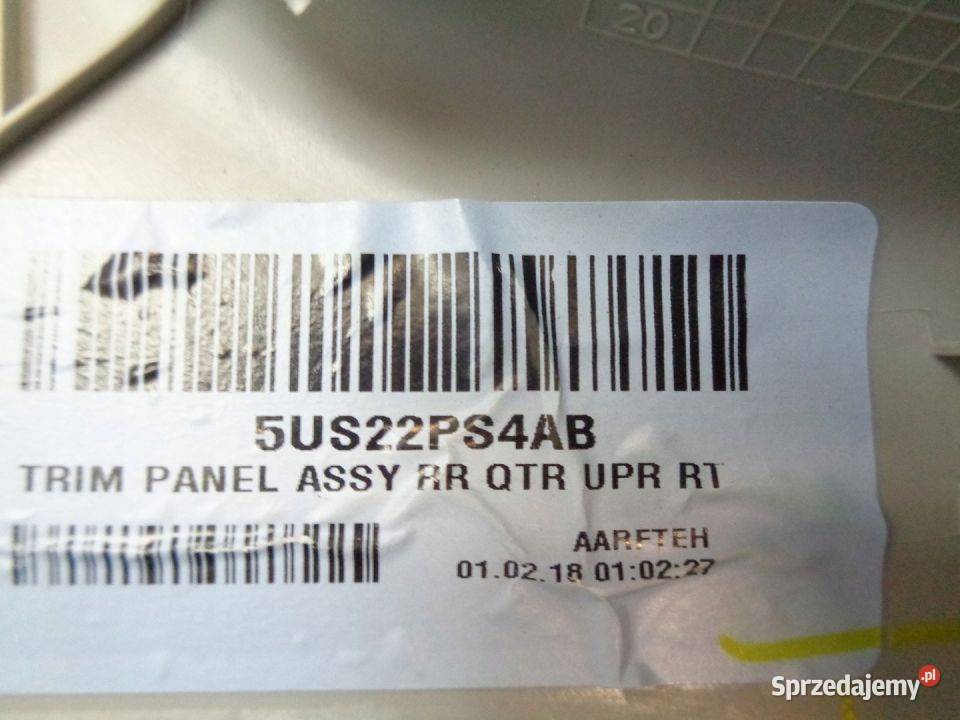 20
5US22PS4AB
TRIM PANEL ASSY RR QTR UPR RT
AARFTEH
01.02.18 01:02:27
Sprzedajemy.pl